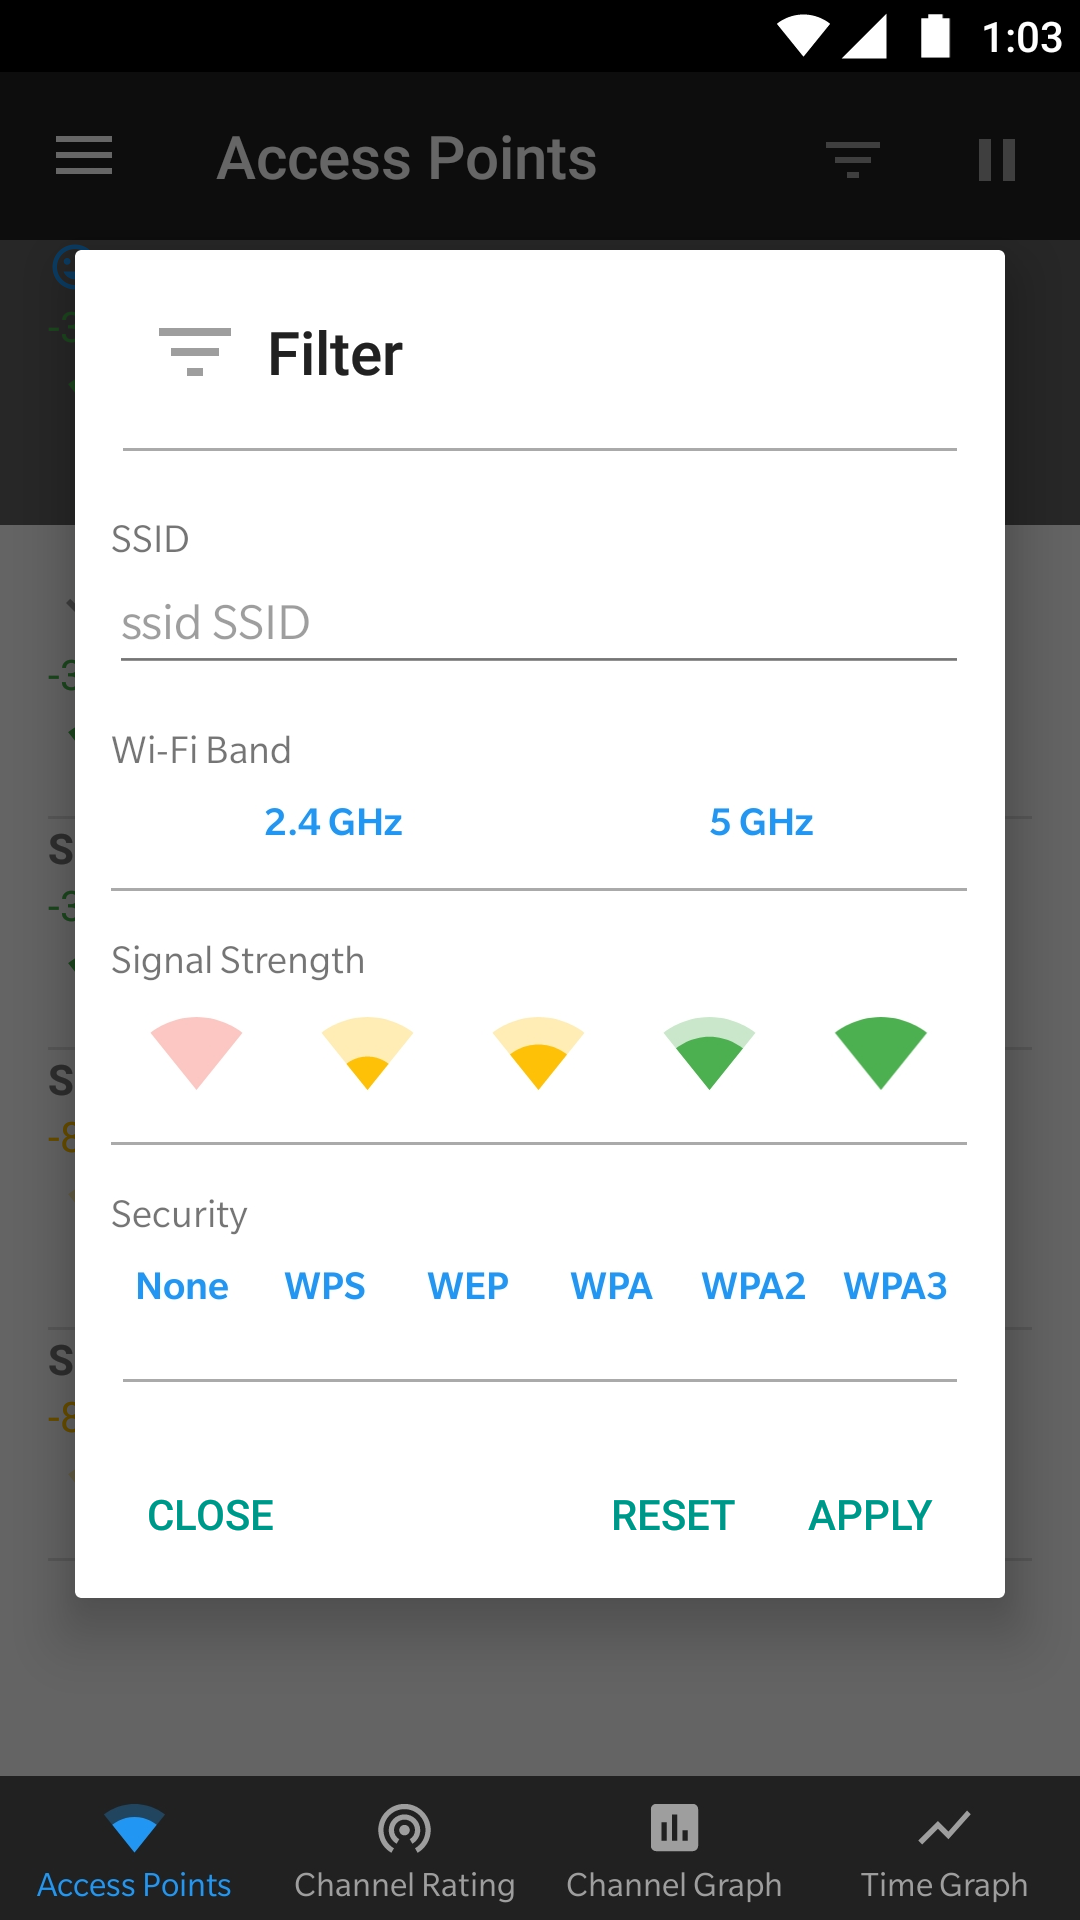 1:03
Access Points
Filter
SSID
ssid SSID
Wi-Fi Band
2.4 GHz 5 GHz
Signal Strength
Security
None WPS WEP WPA WPA2 WPA3
CLOSE RESET APPLY
Access Points Channel Rating Channel Graph Time Graph